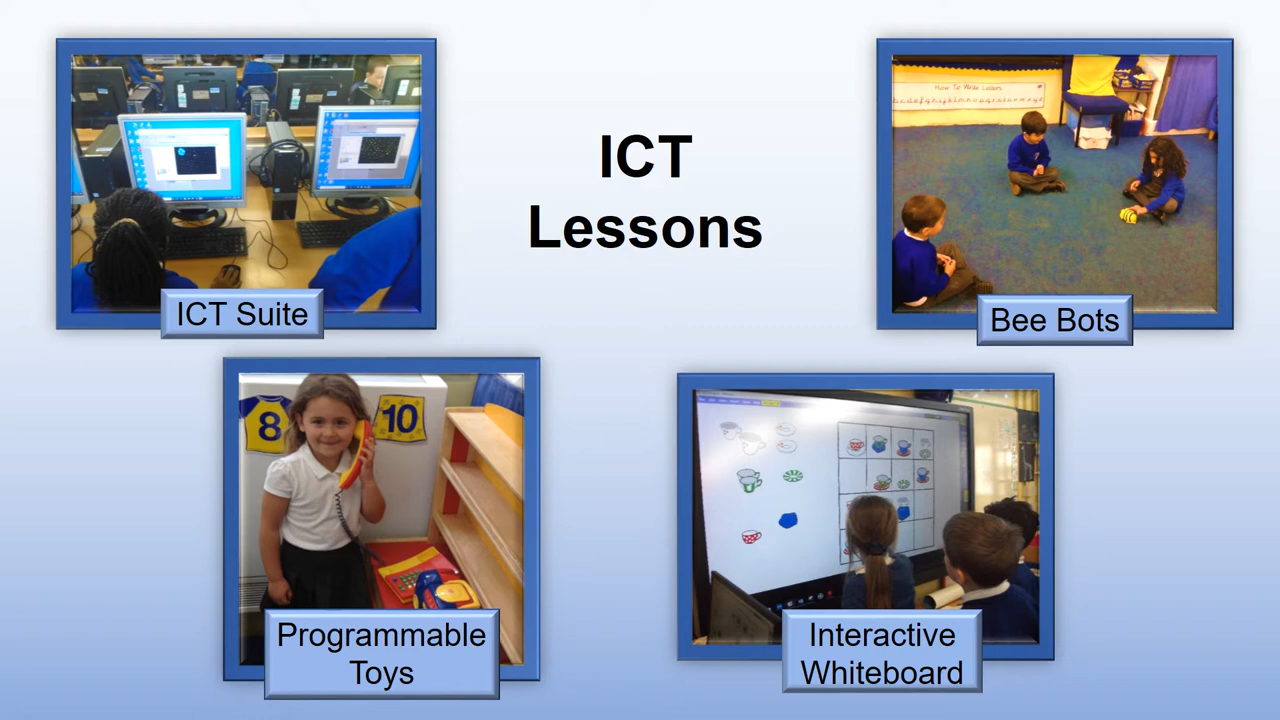 ICT
Lessons
How To Write Letters
ICT Suite
Bee Bots
8
10
Programmable
Toys
Interactive
Whiteboard